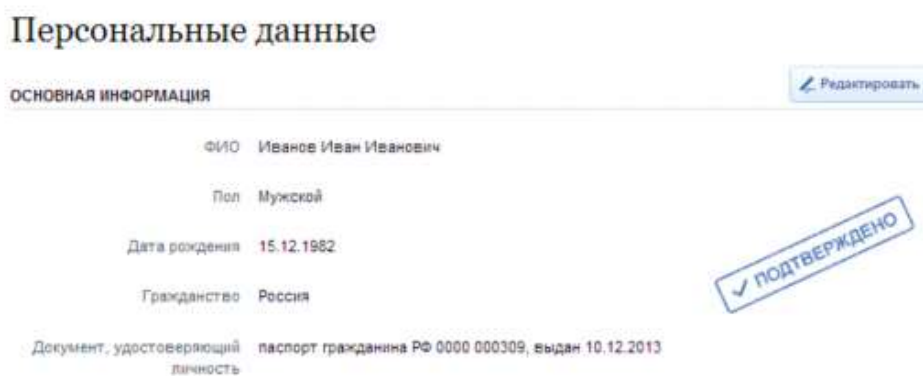 Персональные данные
ОСНОВНАЯ ИНФОРМАЦИЯ
Редактировать
ФИО Иванов Иван Иванович
Пол Мужской
Дата рождения 15.12.1982
ПОДТВЕРЖДЕНО
Гражданство Россия
Документ, удостоверяющий паспорт гражданина РФ 0000 000309, выдан 10.12.2013
личность